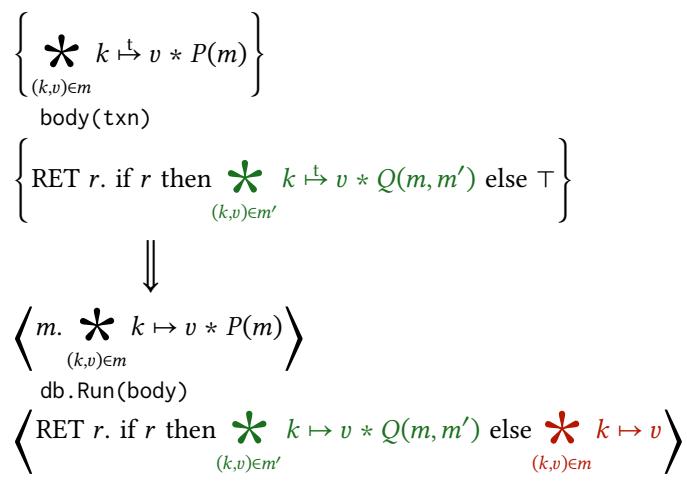 { ∗ k ↦ᵗ v ∗ P(m) }
(k,v)∈m
body(txn)
{ RET r. if r then ∗ k ↦ᵗ v ∗ Q(m, m′) else ⊤ }
(k,v)∈m′
⇓
⟨ m. ∗ k ↦ v ∗ P(m) ⟩
(k,v)∈m
db.Run(body)
⟨ RET r. if r then ∗ k ↦ v ∗ Q(m, m′) else ∗ k ↦ v ⟩
(k,v)∈m′ (k,v)∈m